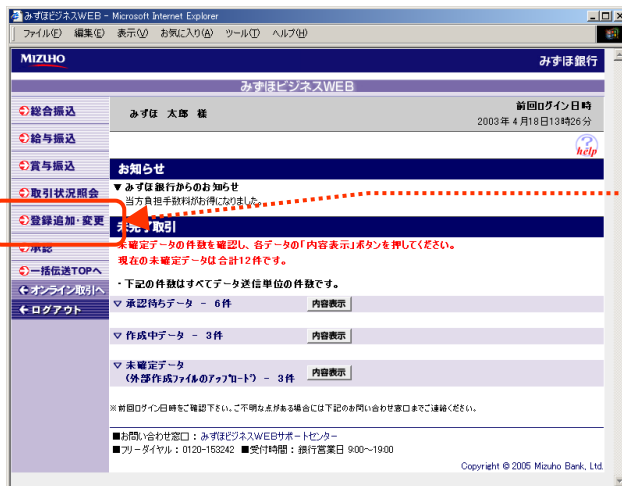 みずほビジネスWEB - Microsoft Internet Explorer
ファイル(F) 編集(E) 表示(V) お気に入り(A) ツール(T) ヘルプ(H)
MIZUHO みずほ銀行
みずほビジネスWEB
総合振込
給与振込
賞与振込
取引状況照会
登録追加・変更
承認
一括伝送TOPへ
オンライン取引へ
ログアウト
みずほ 太郎 様
前回ログイン日時
2003年 4月18日13時26分
help
お知らせ
▼ みずほ銀行からのお知らせ
当方負担手数料がお得になりました。
未完了取引
未確定データの件数を確認し、各データの「内容表示」ボタンを押してください。
現在の未確定データは合計12件です。
・下記の件数はすべてデータ送信単位の件数です。
▽ 承認待ちデータ - 6件 内容表示
▽ 作成中データ - 3件 内容表示
▽ 未確定データ
(外部作成ファイルのアップロード) - 3件 内容表示
※前回ログイン日時をご確認下さい。ご不明な点がある場合には下記のお問い合わせ窓口までご連絡ください。
■お問い合わせ窓口：みずほビジネスWEBサポートセンター
■フリーダイヤル：0120-153242 ■受付時間：銀行営業日 9:00～19:00
Copyright © 2005 Mizuho Bank, Ltd.